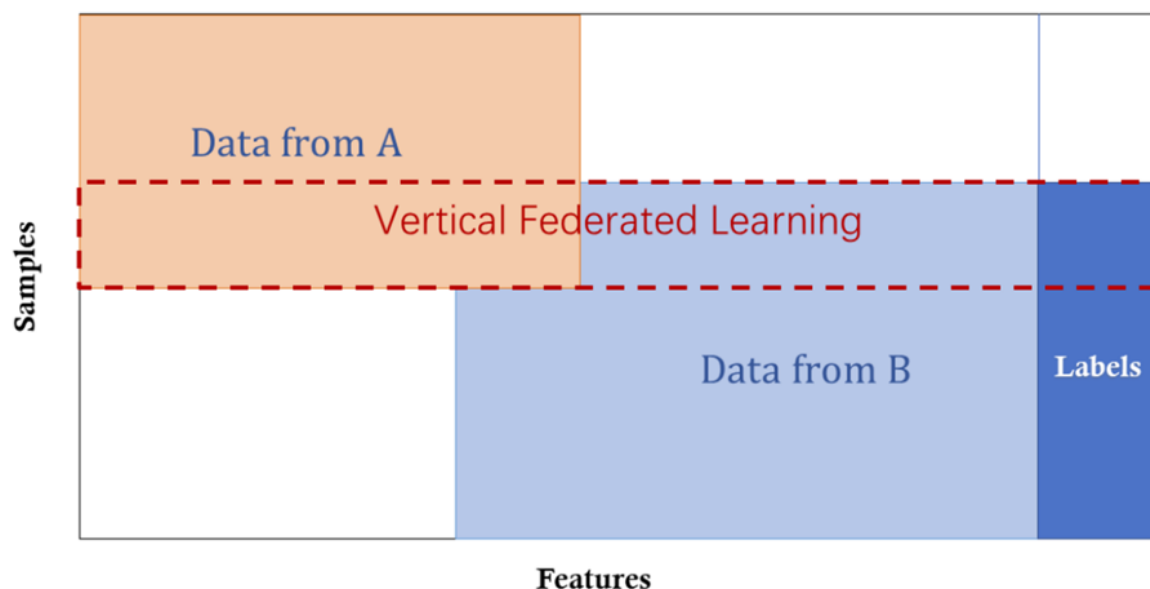 Data from A
Vertical Federated Learning
Samples
Data from B
Labels
Features